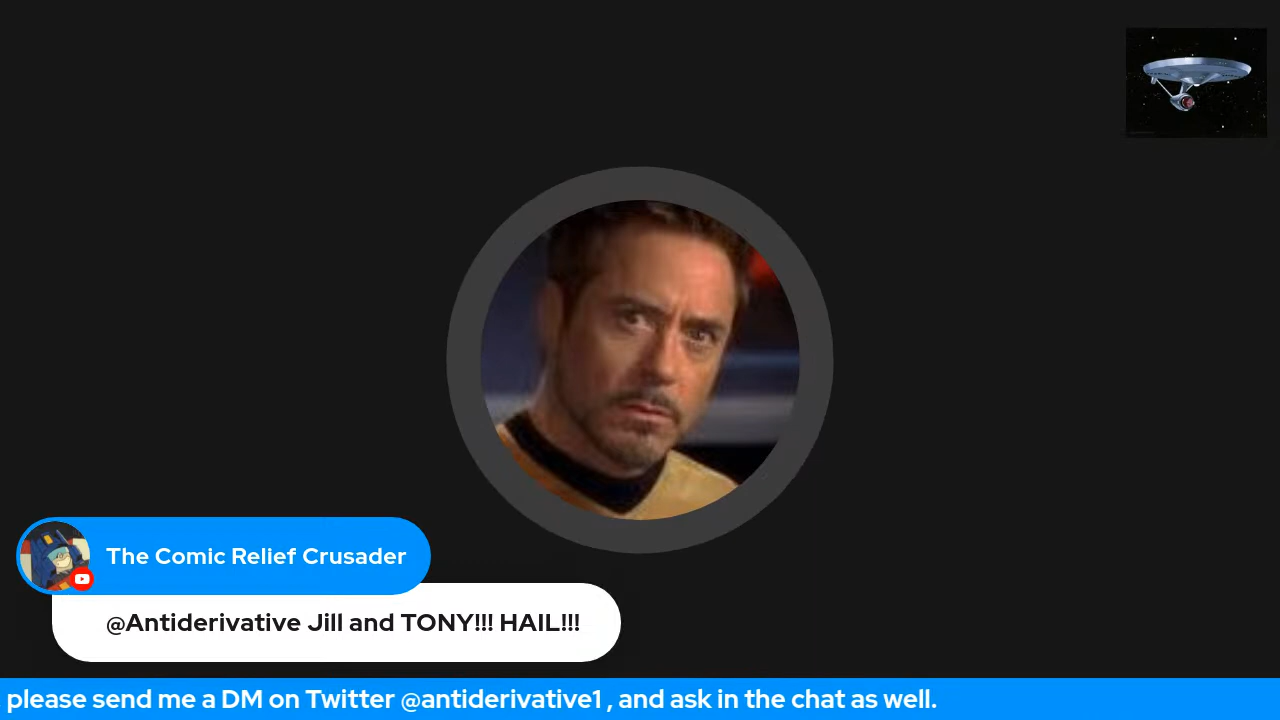 The Comic Relief Crusader
@Antiderivative Jill and TONY!!! HAIL!!!
please send me a DM on Twitter @antiderivative1 , and ask in the chat as well.